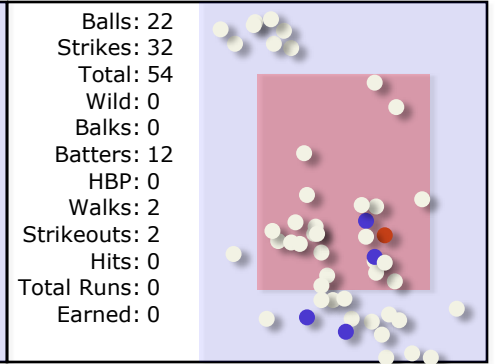 Balls: 22
Strikes: 32
Total: 54
Wild: 0
Balks: 0
Batters: 12
HBP: 0
Walks: 2
Strikeouts: 2
Hits: 0
Total Runs: 0
Earned: 0